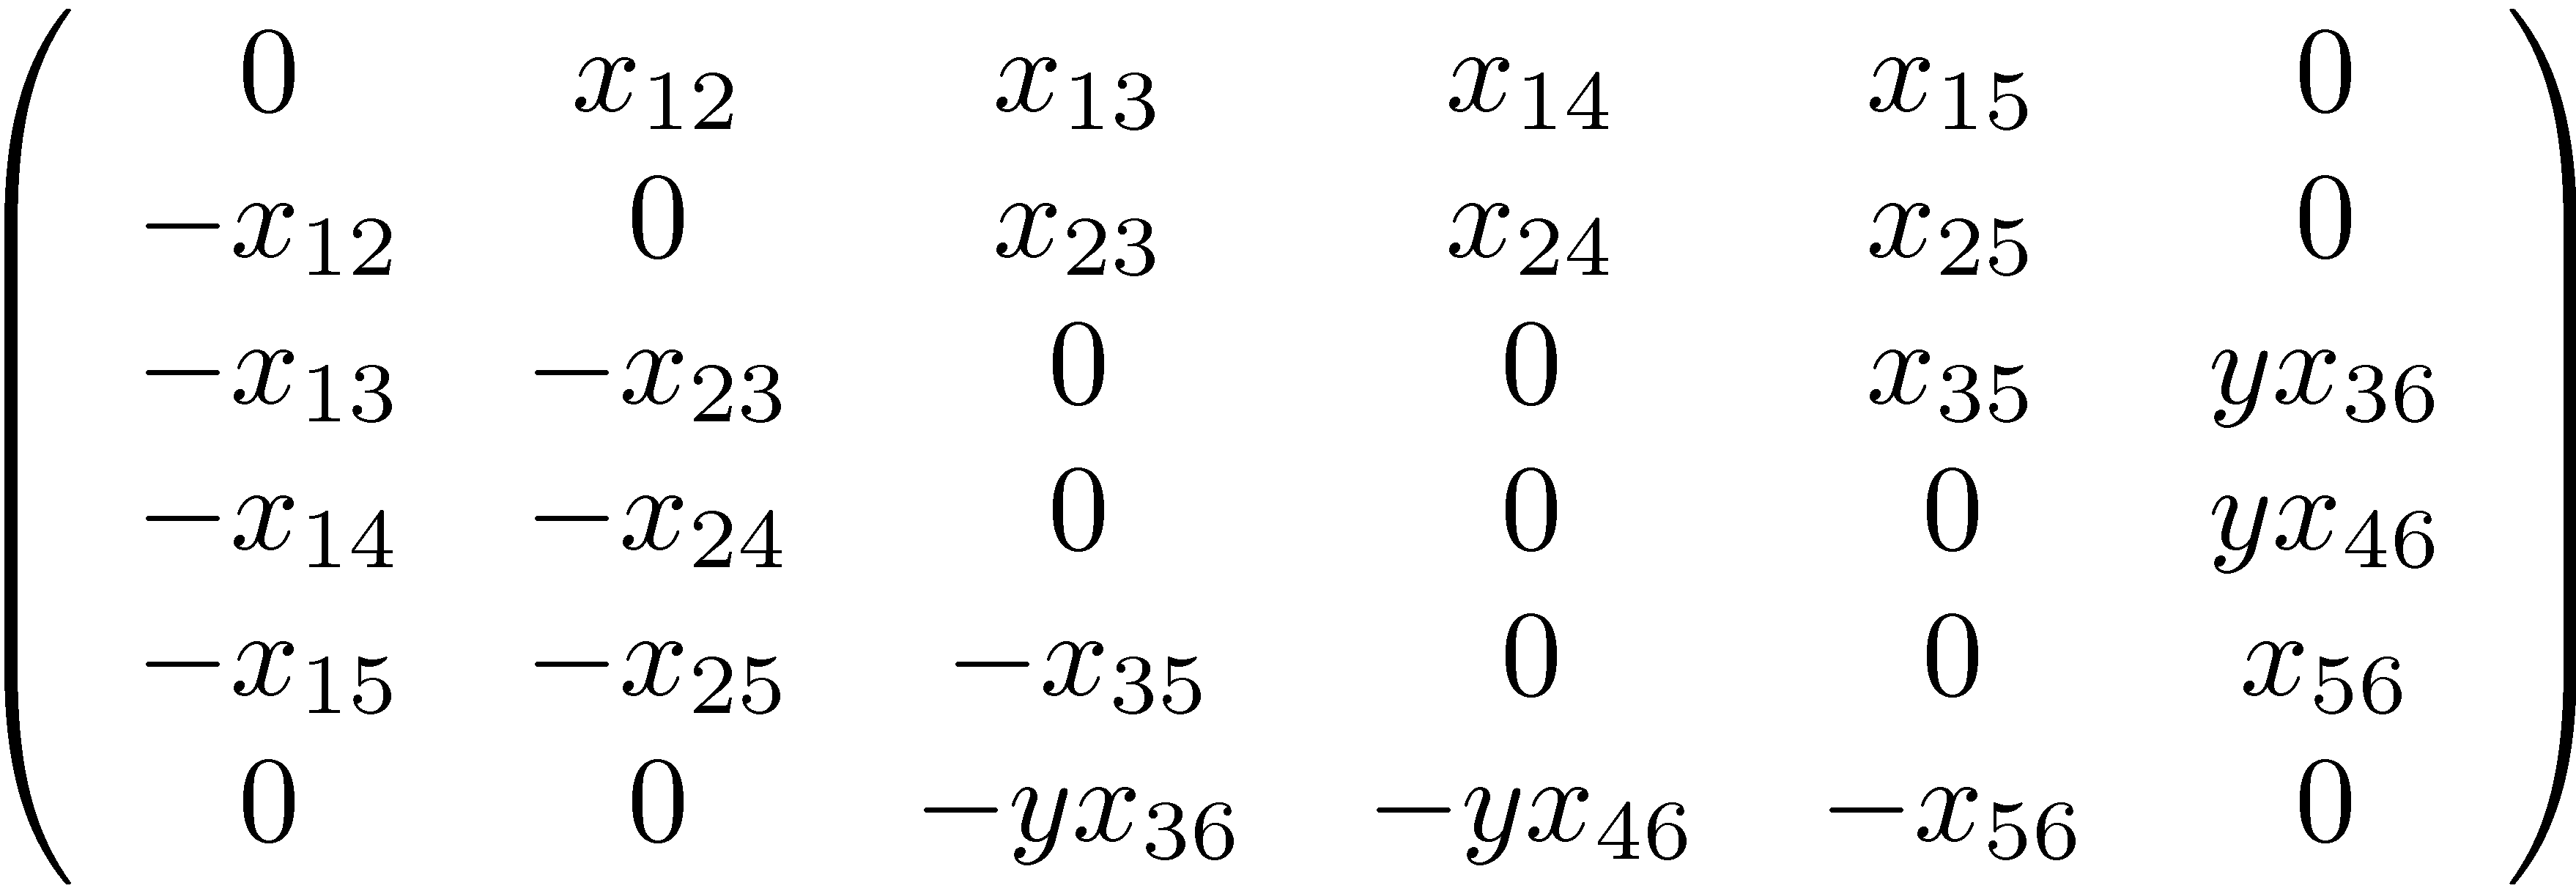 0 x₁₂ x₁₃ x₁₄ x₁₅ 0
−x₁₂ 0 x₂₃ x₂₄ x₂₅ 0
−x₁₃ −x₂₃ 0 0 x₃₅ yx₃₆
−x₁₄ −x₂₄ 0 0 0 yx₄₆
−x₁₅ −x₂₅ −x₃₅ 0 0 x₅₆
0 0 −yx₃₆ −yx₄₆ −x₅₆ 0